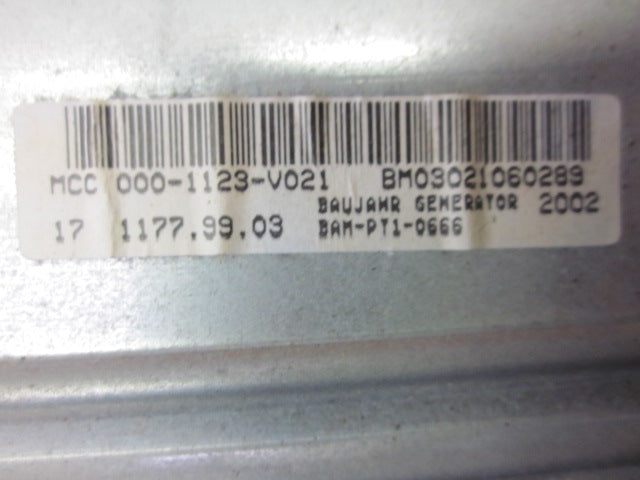 MCC 000-1123-V021 BM03021060289
BAUJAHR GENERATOR 2002
17 1177.99.03 BAM-PT1-0666